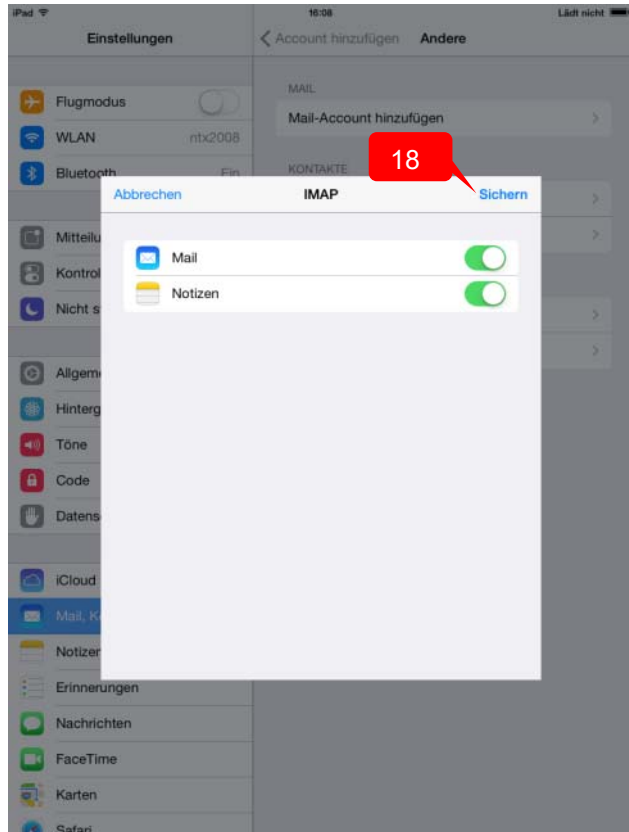 iPad 16:08 Lädt nicht
Einstellungen
Account hinzufügen Andere
MAIL
Flugmodus
Mail-Account hinzufügen
WLAN ntx2008
18
KONTAKTE
Bluetooth Ein
Abbrechen IMAP Sichern
Mitteilu
Mail
Kontrol
Notizen
Nicht s
Allgem
Hinterg
Töne
Code
Datens
iCloud
Mail, K
Notizen
Erinnerungen
Nachrichten
FaceTime
Karten
Safari